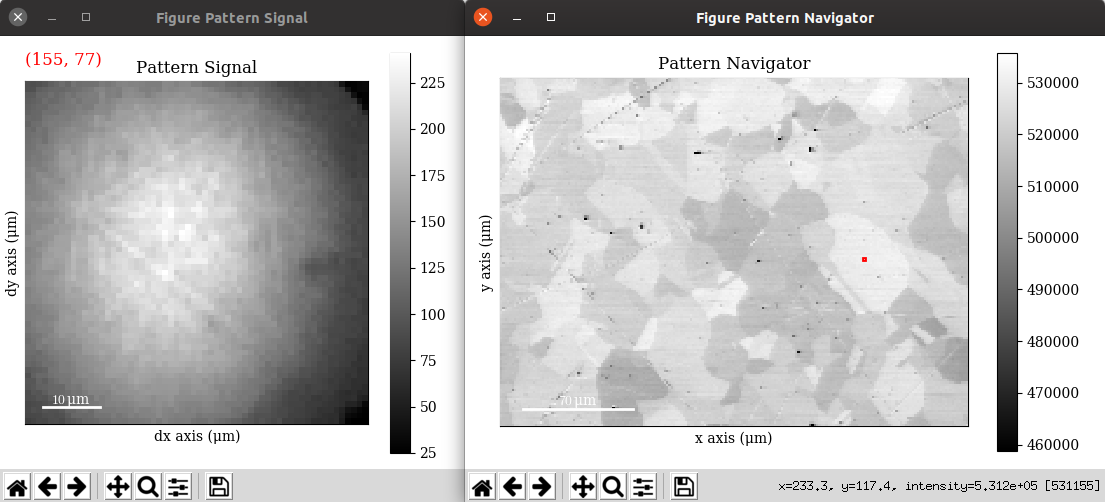 Figure Pattern Signal
(155, 77)
Pattern Signal
dy axis (µm)
10 µm
dx axis (µm)
225
200
175
150
125
100
75
50
25
Figure Pattern Navigator
Pattern Navigator
y axis (µm)
70 µm
x axis (µm)
530000
520000
510000
500000
490000
480000
470000
460000
x=233.3, y=117.4, intensity=5.312e+05 [531155]